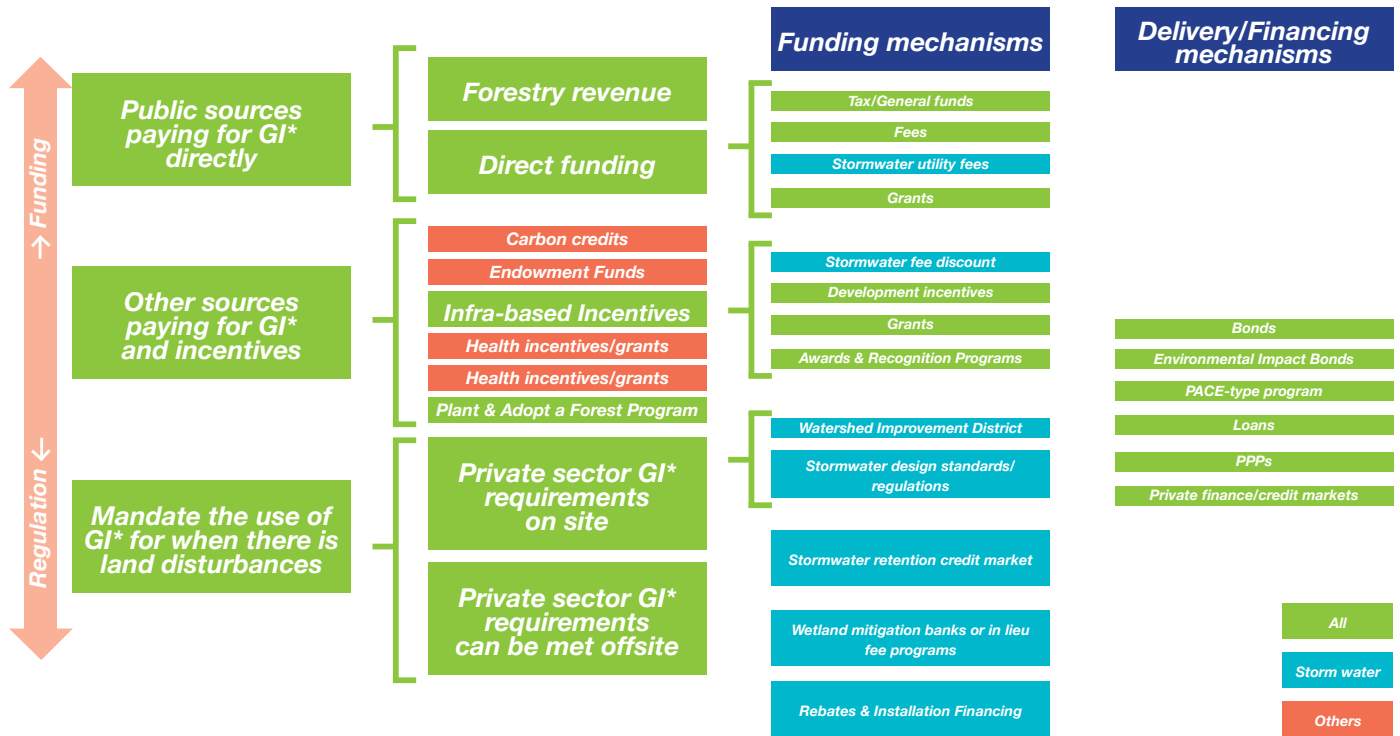 Funding mechanisms
Delivery/Financing
mechanisms
Funding →
Regulation ←
Public sources
paying for GI*
directly
Forestry revenue
Direct funding
Tax/General funds
Fees
Stormwater utility fees
Grants
Other sources
paying for GI*
and incentives
Carbon credits
Endowment Funds
Infra-based Incentives
Health incentives/grants
Health incentives/grants
Plant & Adopt a Forest Program
Stormwater fee discount
Development incentives
Grants
Awards & Recognition Programs
Mandate the use of
GI* for when there is
land disturbances
Private sector GI*
requirements
on site
Private sector GI*
requirements
can be met offsite
Watershed Improvement District
Stormwater design standards/
regulations
Stormwater retention credit market
Wetland mitigation banks or in lieu
fee programs
Rebates & Installation Financing
Bonds
Environmental Impact Bonds
PACE-type program
Loans
PPPs
Private finance/credit markets
All
Storm water
Others